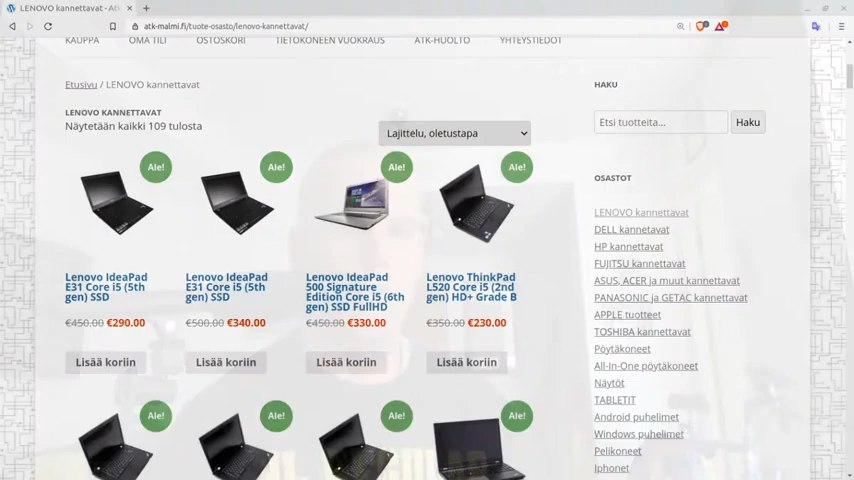 LENOVO kannettavat - Atk
atk-malmi.fi/tuote-osasto/lenovo-kannettavat/
KAUPPA OMA TILI OSTOSKORI TIETOKONEEN VUOKRAUS ATK-HUOLTO YHTEYSTIEDOT
Etusivu / LENOVO kannettavat
LENOVO KANNETTAVAT
Näytetään kaikki 109 tulosta
Lajittelu, oletustapa
Ale! Ale! Ale! Ale!
Lenovo IdeaPad
E31 Core i5 (5th
gen) SSD
€450.00 €290.00
Lisää koriin
Lenovo IdeaPad
E31 Core i5 (5th
gen) SSD
€500.00 €340.00
Lisää koriin
Lenovo IdeaPad
500 Signature
Edition Core i5 (6th
gen) SSD FullHD
€450.00 €330.00
Lisää koriin
Lenovo ThinkPad
L520 Core i5 (2nd
gen) HD+ Grade B
€350.00 €230.00
Lisää koriin
Ale! Ale! Ale! Ale!
HAKU
Etsi tuotteita...
Haku
OSASTOT
LENOVO kannettavat
DELL kannetavat
HP kannettavat
FUJITSU kannettavat
ASUS, ACER ja muut kannettavat
PANASONIC ja GETAC kannettavat
APPLE tuotteet
TOSHIBA kannettavat
Pöytäkoneet
All-In-One pöytäkoneet
Näytöt
TABLETIT
Android puhelimet
Windows puhelimet
Pelikoneet
Iphonet